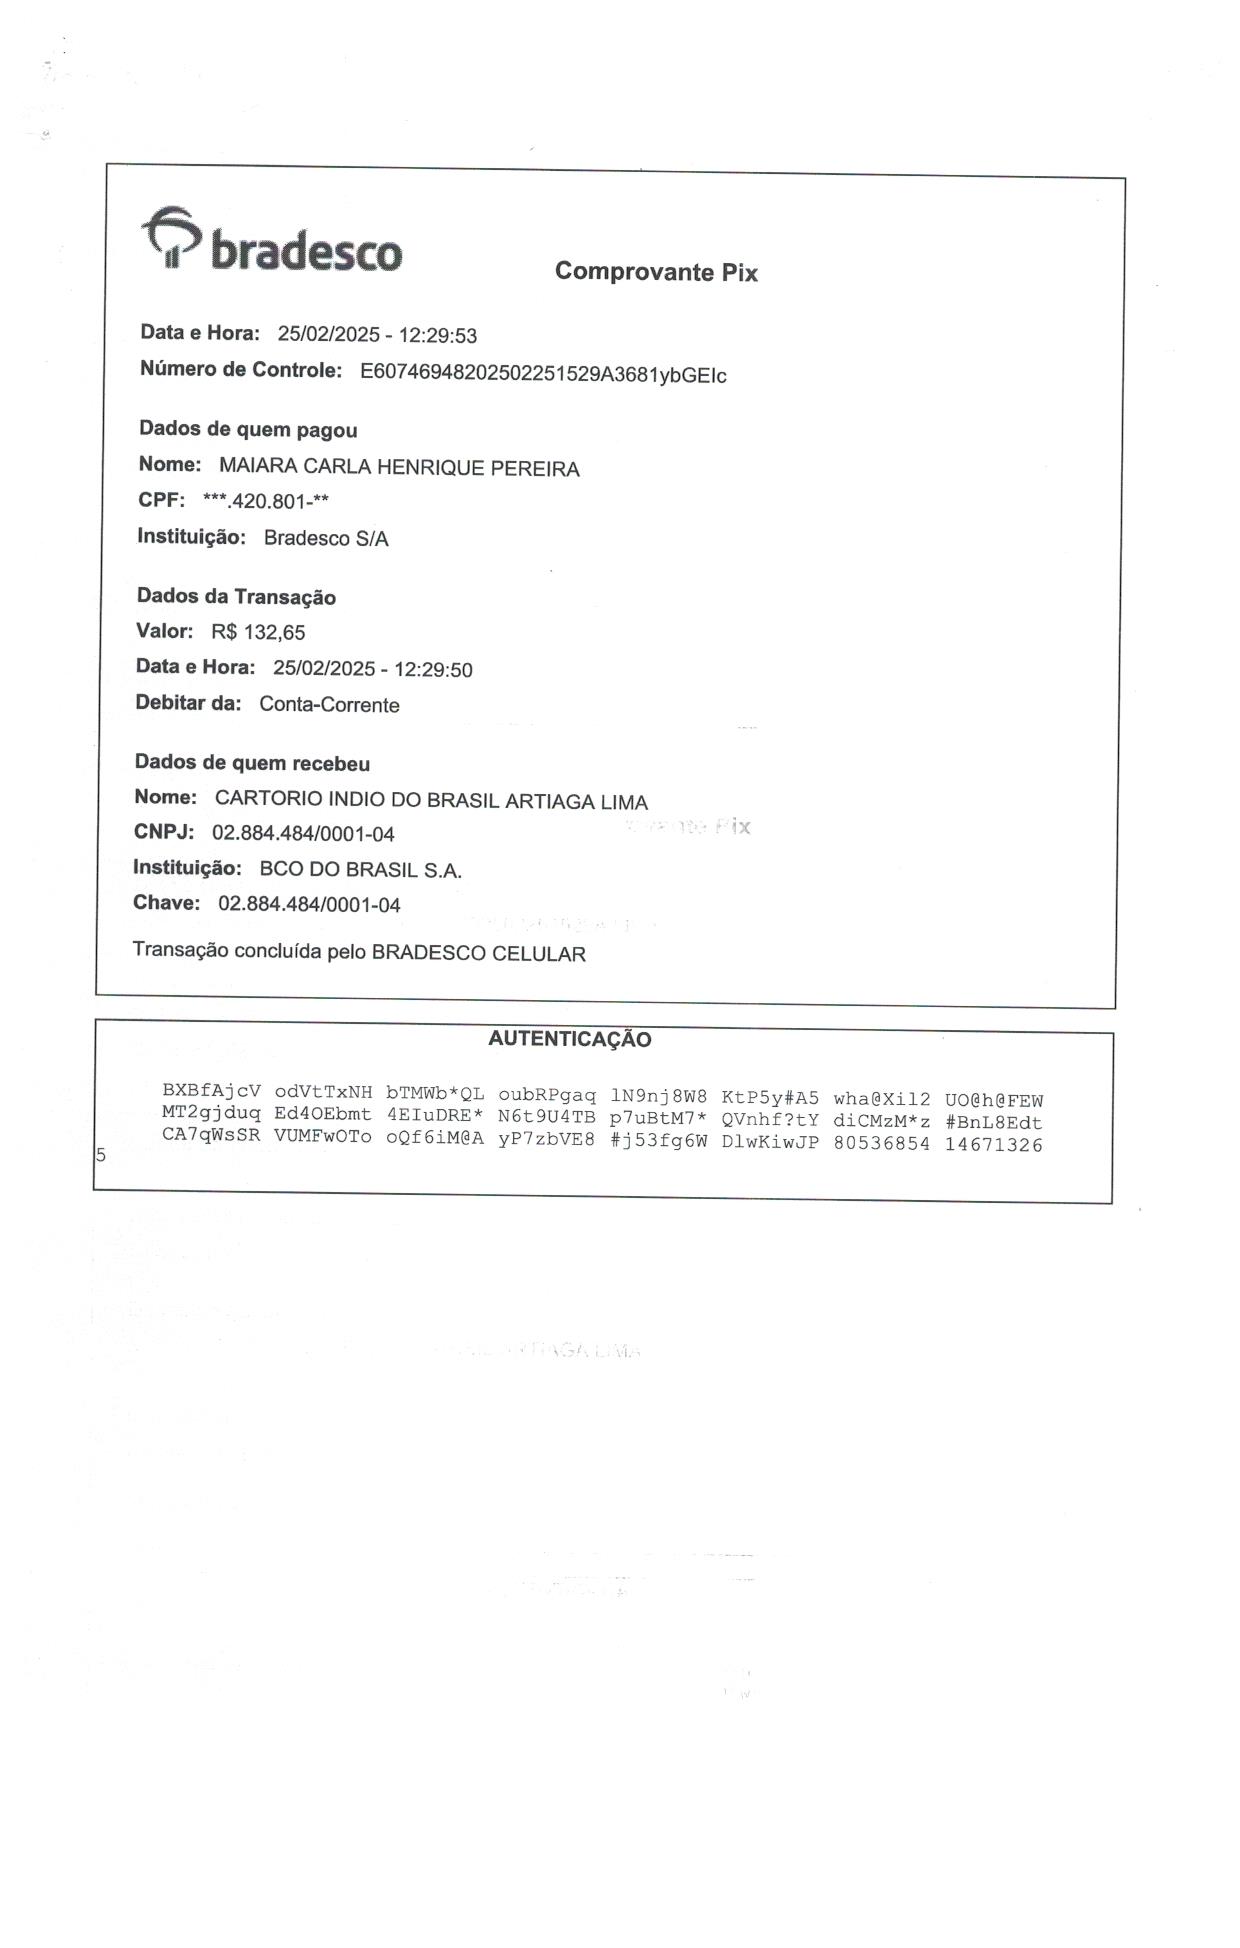 bradesco
Comprovante Pix
Data e Hora: 25/02/2025 - 12:29:53
Número de Controle: E60746948202502251529A3681ybGEIc
Dados de quem pagou
Nome: MAIARA CARLA HENRIQUE PEREIRA
CPF: ***.420.801-**
Instituição: Bradesco S/A
Dados da Transação
Valor: R$ 132,65
Data e Hora: 25/02/2025 - 12:29:50
Debitar da: Conta-Corrente
Dados de quem recebeu
Nome: CARTORIO INDIO DO BRASIL ARTIAGA LIMA
CNPJ: 02.884.484/0001-04
Pix
Instituição: BCO DO BRASIL S.A.
Chave: 02.884.484/0001-04
Transação concluída pelo BRADESCO CELULAR
AUTENTICAÇÃO
BXBfAjcV odVtTxNH bTMWb*QL oubRPgaq lN9nj8W8 KtP5y#A5 wha@Xil2 UO@h@FEW
MT2gjduq Ed4OEbmt 4EIuDRE* N6t9U4TB p7uBtM7* QVnhf?tY diCMzM*z #BnL8Edt
CA7qWsSR VUMFwOTo oQf6iM@A yP7zbVE8 #j53fg6W DlwKiwJP 80536854 14671326
5
ARTIAGA LIMA